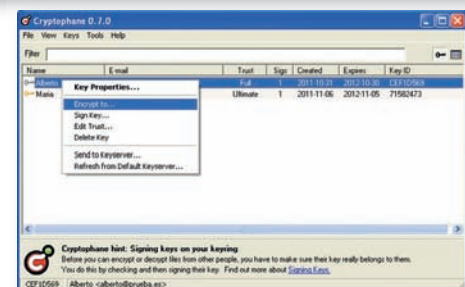 Cryptophane 0.7.0
File View Keys Tools Help
Filter
Name E-mail Trust Sigs Created Expires Key ID
Alberto Full 1 2011-10-31 2012-10-30 CEF1D569
Maria Ultimate 1 2011-11-06 2012-11-05 71582473
Key Properties...
Encrypt to...
Sign Key...
Edit Trust...
Delete Key
Send to Keyserver...
Refresh from Default Keyserver...
Cryptophane hint: Signing keys on your keyring
Before you can encrypt or decrypt files from other people, you have to make sure their key really belongs to them.
You do this by checking and then signing their key. Find out more about Signing Keys.
CEF1D569 Alberto <alberto@prueba.es>